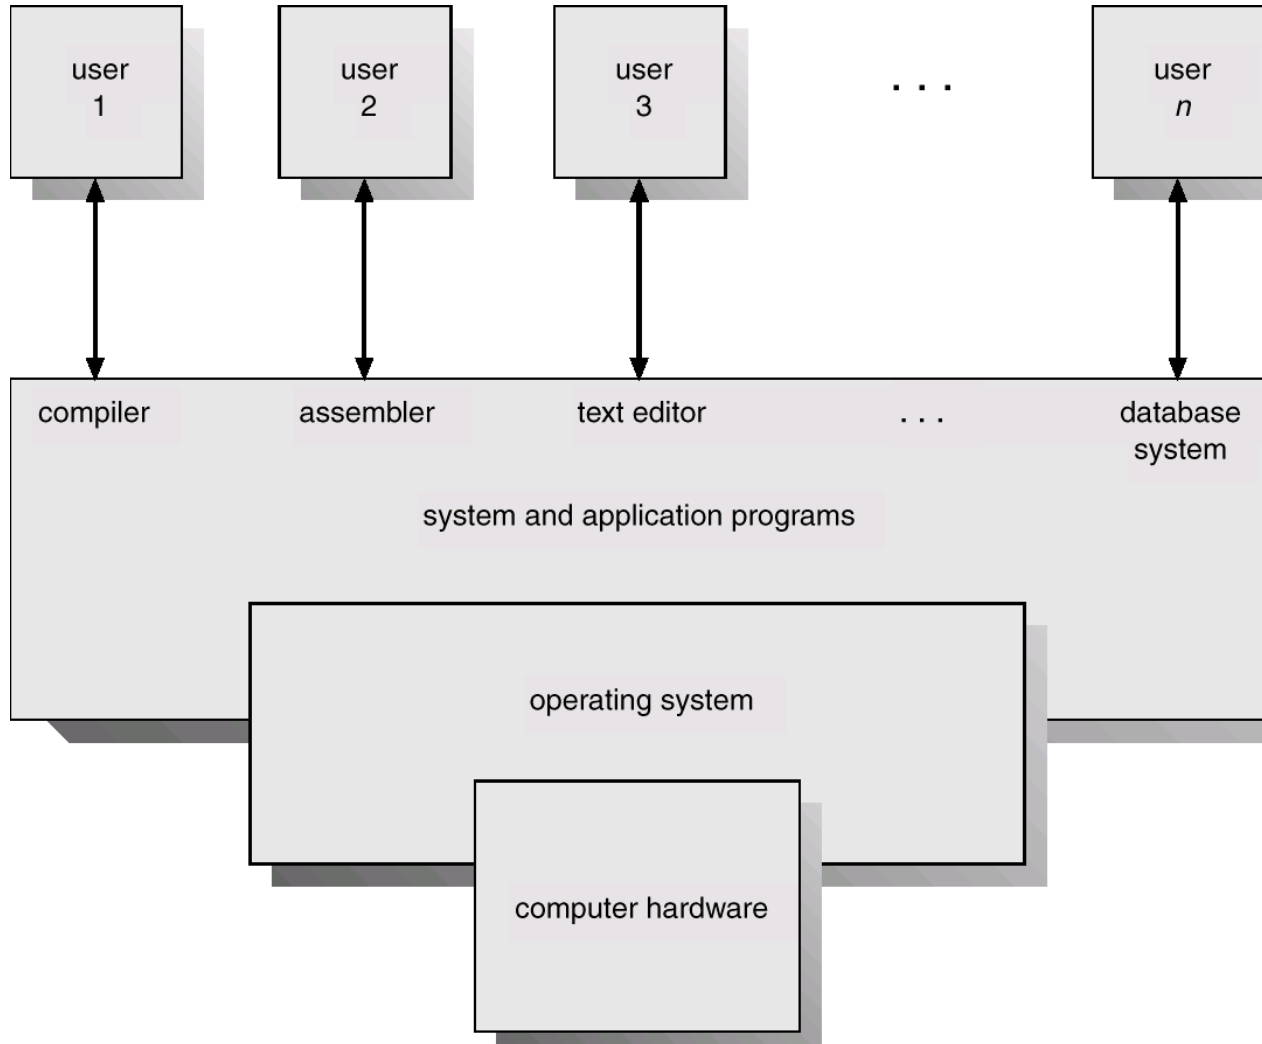 user
1
user
2
user
3
. . .
user
n
compiler
assembler
text editor
. . .
database
system
system and application programs
operating system
computer hardware